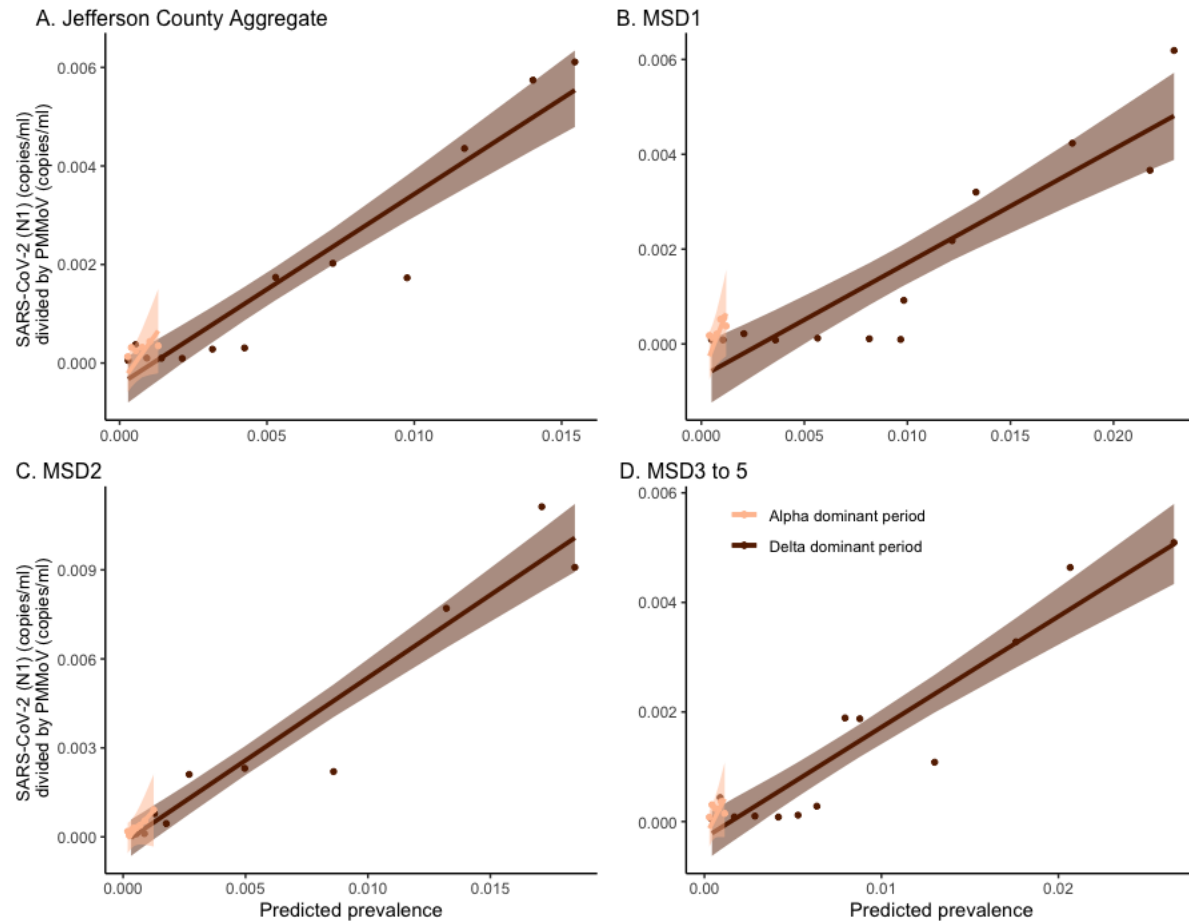 A. Jefferson County Aggregate
SARS-CoV-2 (N1) (copies/ml)
divided by PMMoV (copies/ml)
0.006
0.004
0.002
0.000
0.000 0.005 0.010 0.015
B. MSD1
0.006
0.004
0.002
0.000
0.000 0.005 0.010 0.015 0.020
C. MSD2
SARS-CoV-2 (N1) (copies/ml)
divided by PMMoV (copies/ml)
0.009
0.006
0.003
0.000
0.000 0.005 0.010 0.015
Predicted prevalence
D. MSD3 to 5
0.006
0.004
0.002
0.000
Alpha dominant period
Delta dominant period
0.00 0.01 0.02
Predicted prevalence